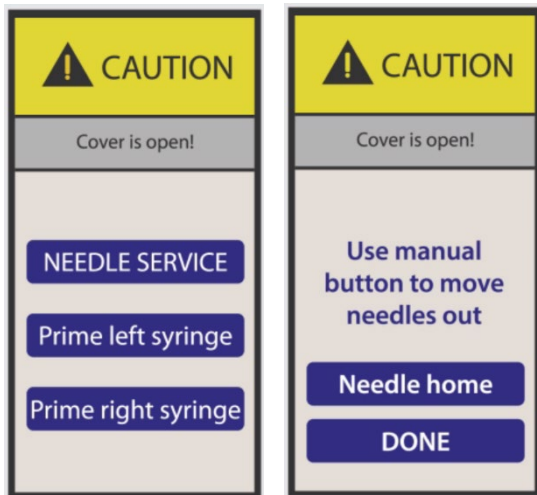 CAUTION
Cover is open!
NEEDLE SERVICE
Prime left syringe
Prime right syringe
CAUTION
Cover is open!
Use manual
button to move
needles out
Needle home
DONE